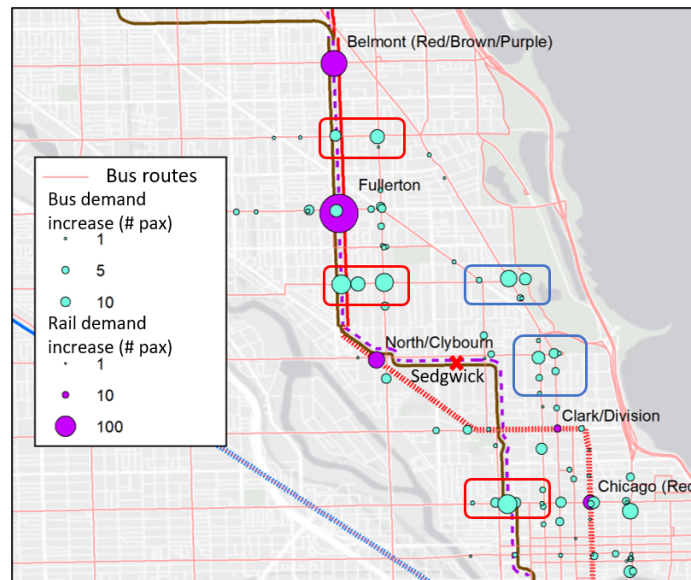 Belmont (Red/Brown/Purple)
Fullerton
Bus routes
Bus demand
increase (# pax)
1
5
10
Rail demand
increase (# pax)
1
10
100
North/Clybourn
Sedgwick
Clark/Division
Chicago (Red